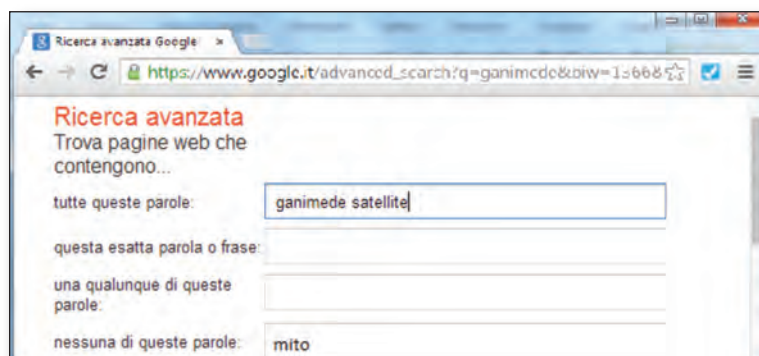 Ricerca avanzata Google
https://www.google.it/advanced_search?q=ganimede&biw=1366&
Ricerca avanzata
Trova pagine web che
contengono...
tutte queste parole: ganimede satellite
questa esatta parola o frase:
una qualunque di queste
parole:
nessuna di queste parole: mito